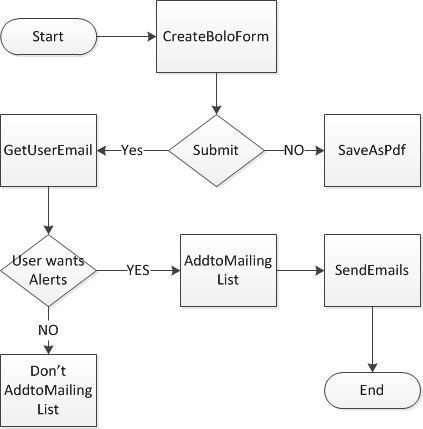 Start
CreateBoloForm
GetUserEmail
Yes
Submit
NO
SaveAsPdf
User wants
Alerts
YES
AddtoMailing
List
SendEmails
NO
Don't
AddtoMailing
List
End